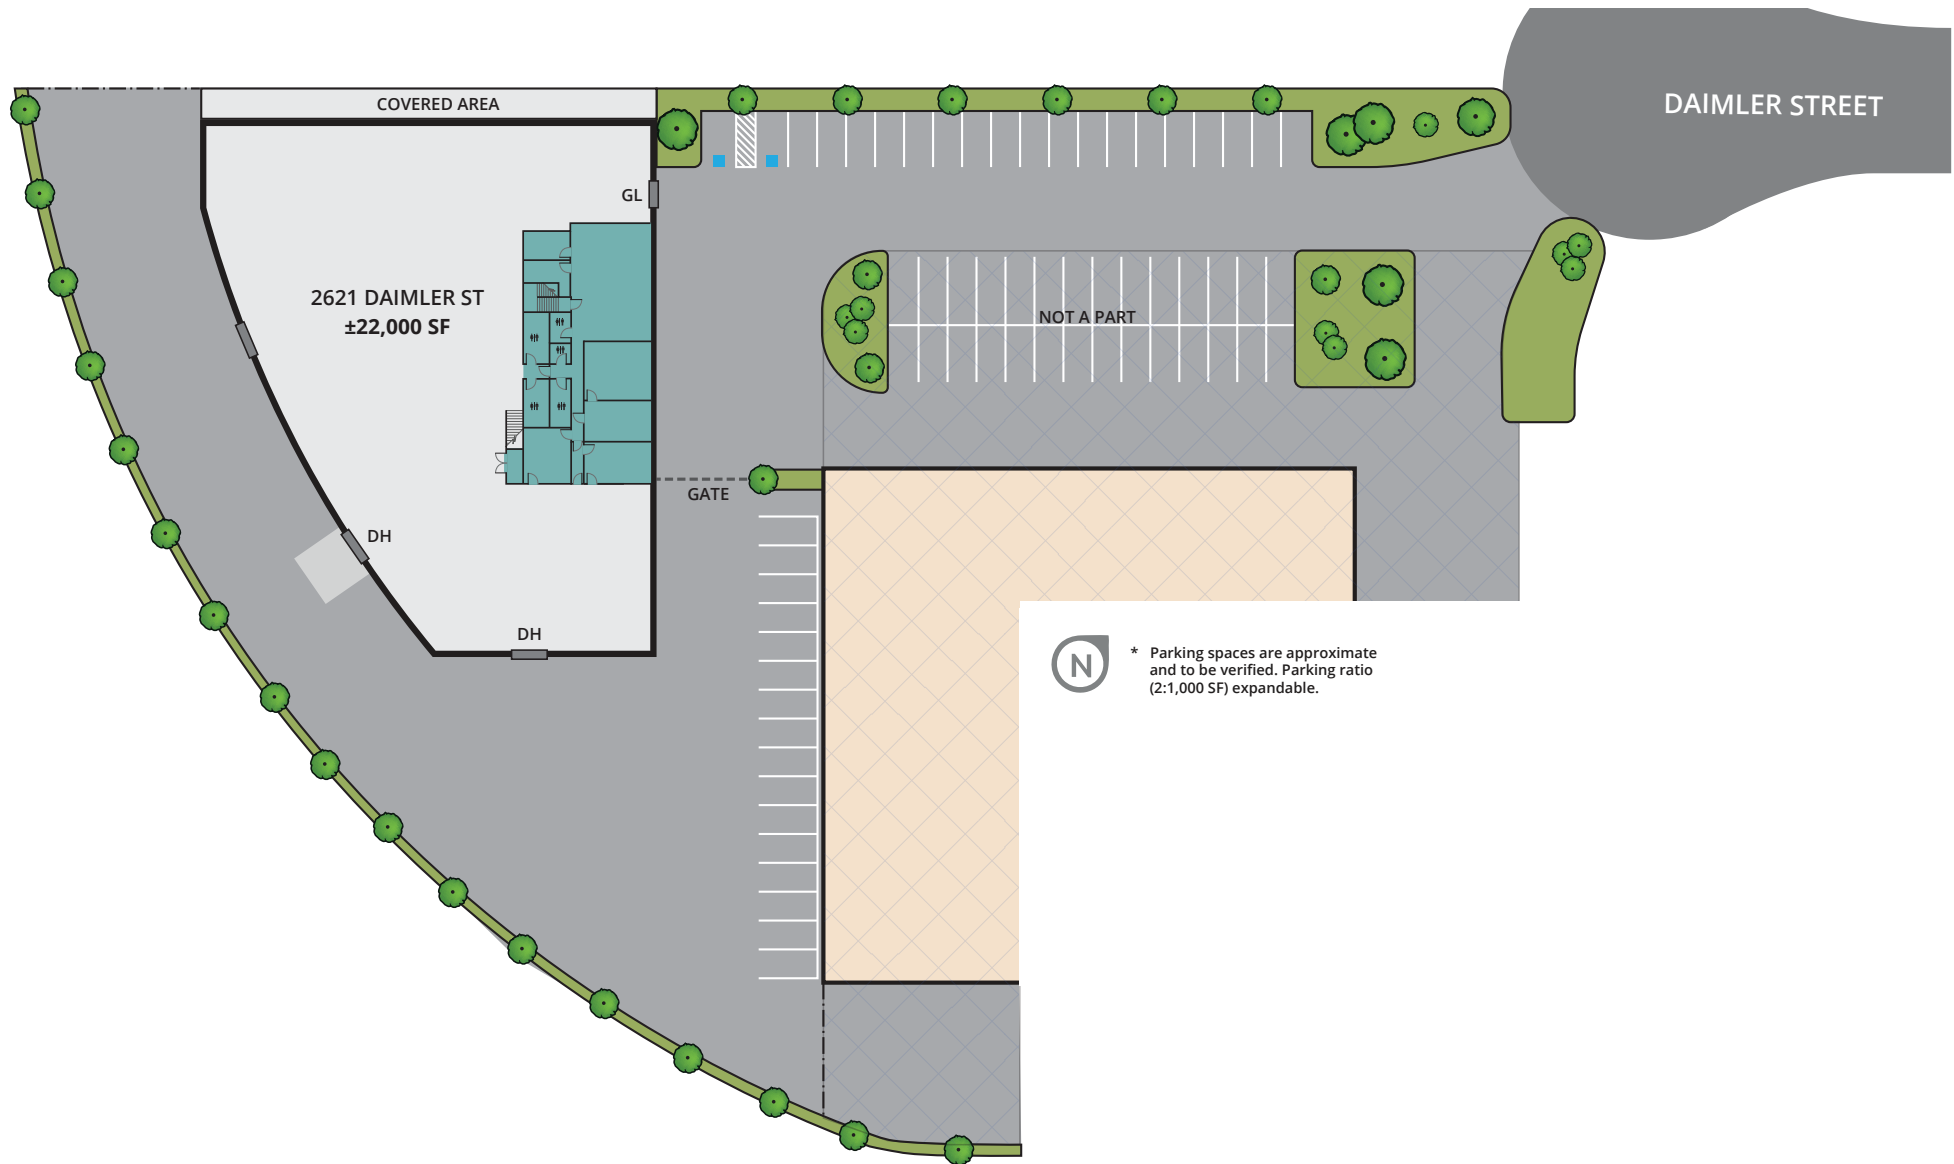 DAIMLER STREET
COVERED AREA
GL
2621 DAIMLER ST
±22,000 SF
NOT A PART
GATE
DH
DH
N
* Parking spaces are approximate
and to be verified. Parking ratio
(2:1,000 SF) expandable.